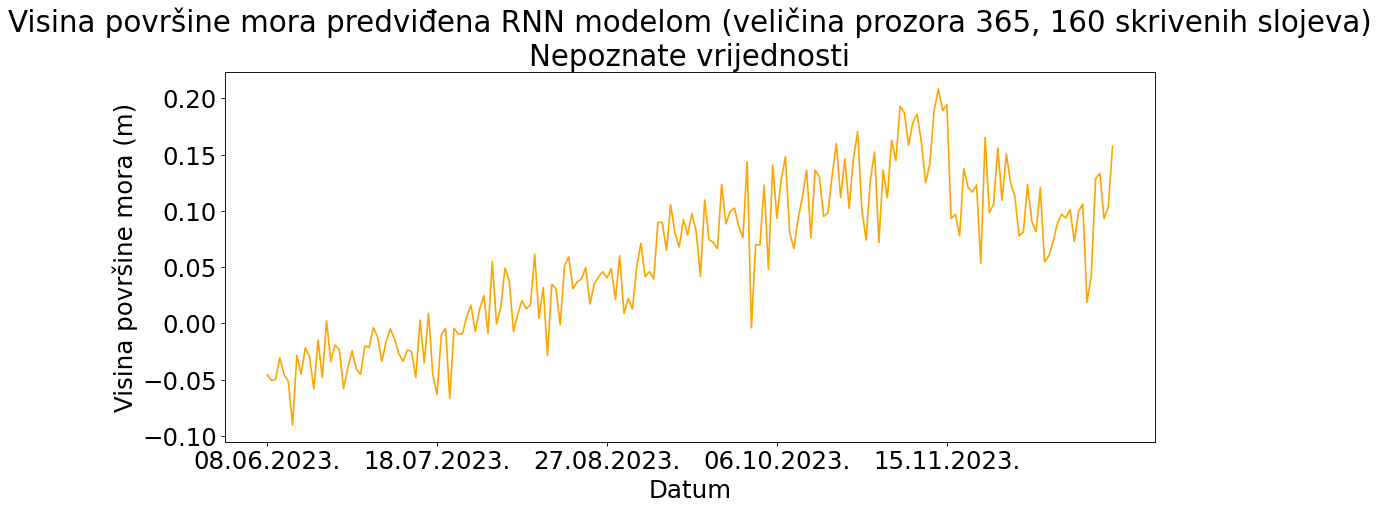 Visina površine mora predviđena RNN modelom (veličina prozora 365, 160 skrivenih slojeva)
Nepoznate vrijednosti
Visina površine mora (m)
0.20
0.15
0.10
0.05
0.00
−0.05
−0.10
08.06.2023. 18.07.2023. 27.08.2023. 06.10.2023. 15.11.2023.
Datum